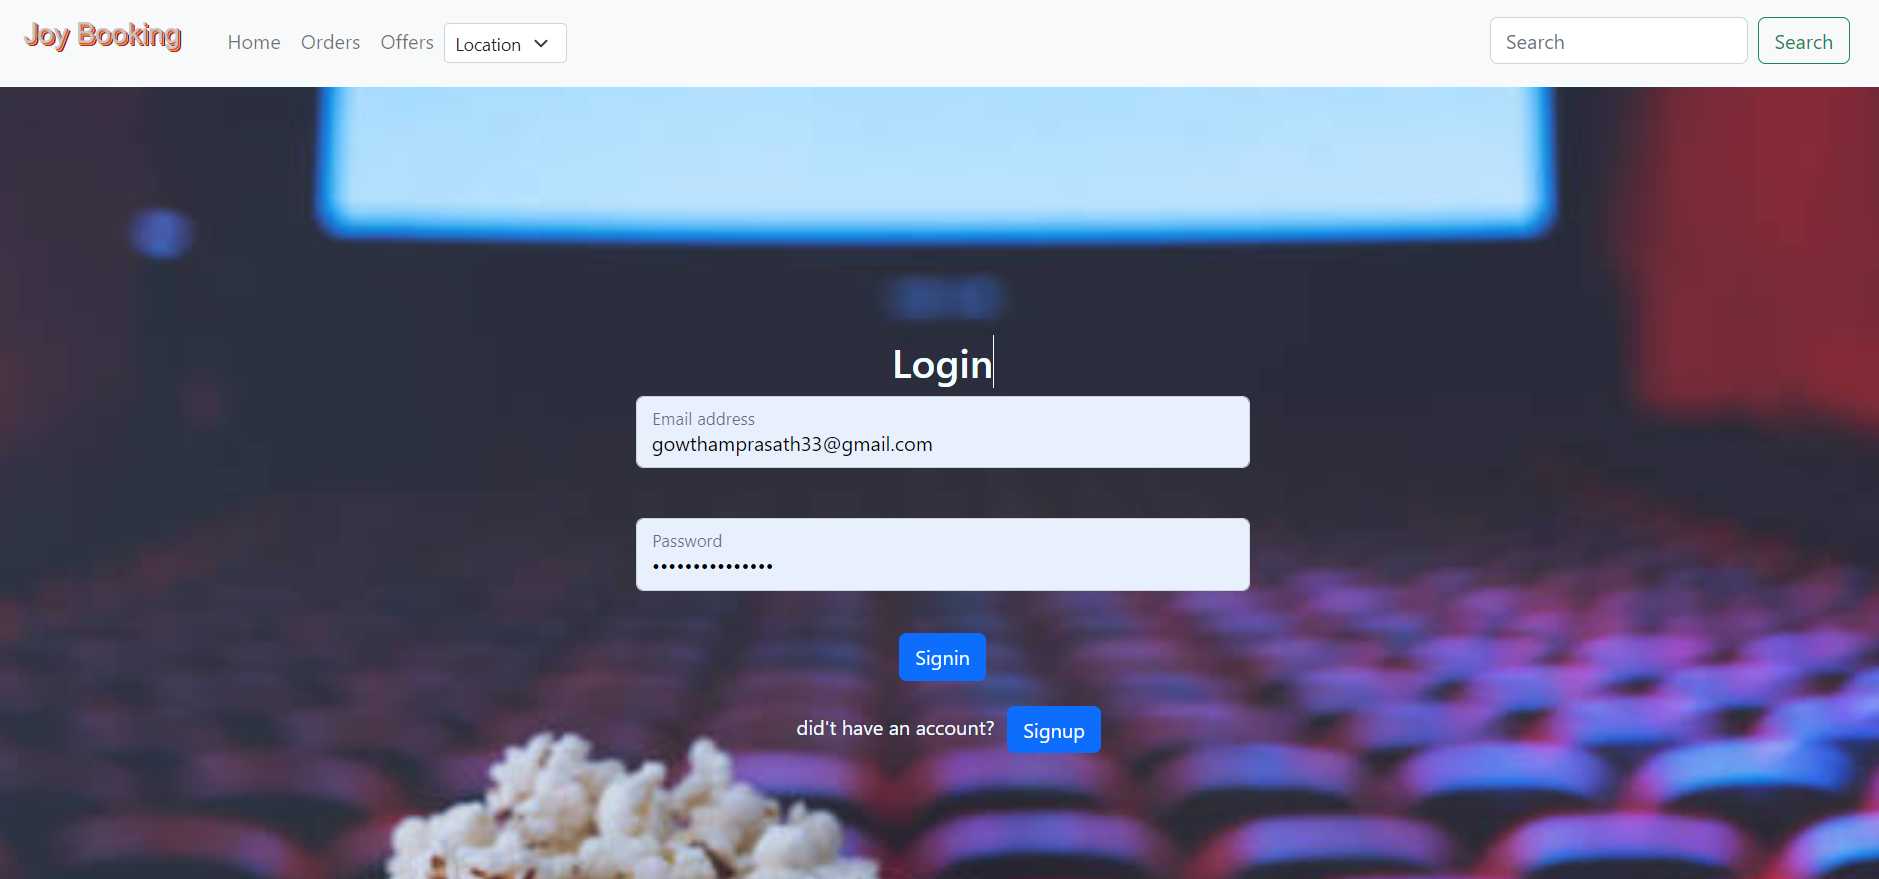 Joy Booking Home Orders Offers Location Search Search
Login
Email address
gowthamprasath33@gmail.com
Password
•••••••••••••••
Signin
did't have an account? Signup